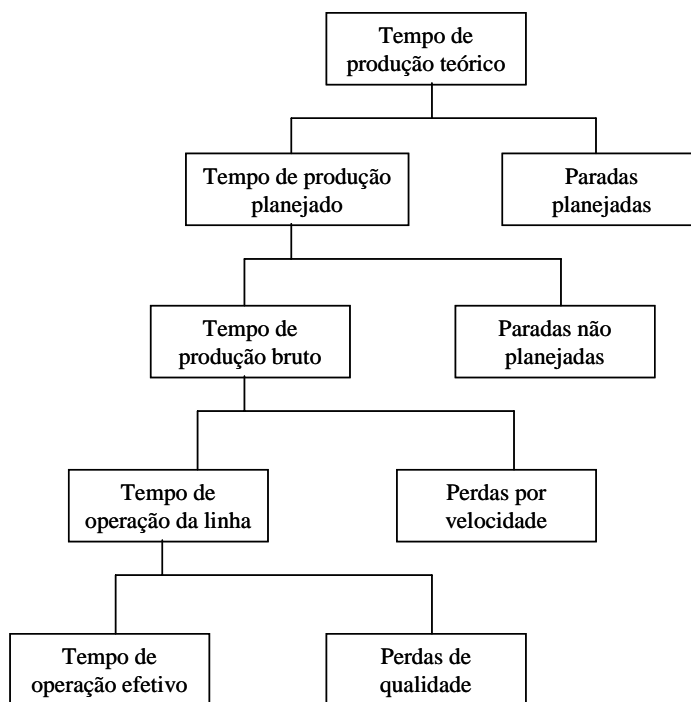 Tempo de
produção teórico
Tempo de produção
planejado
Paradas
planejadas
Tempo de
produção bruto
Paradas não
planejadas
Tempo de
operação da linha
Perdas por
velocidade
Tempo de
operação efetivo
Perdas de
qualidade